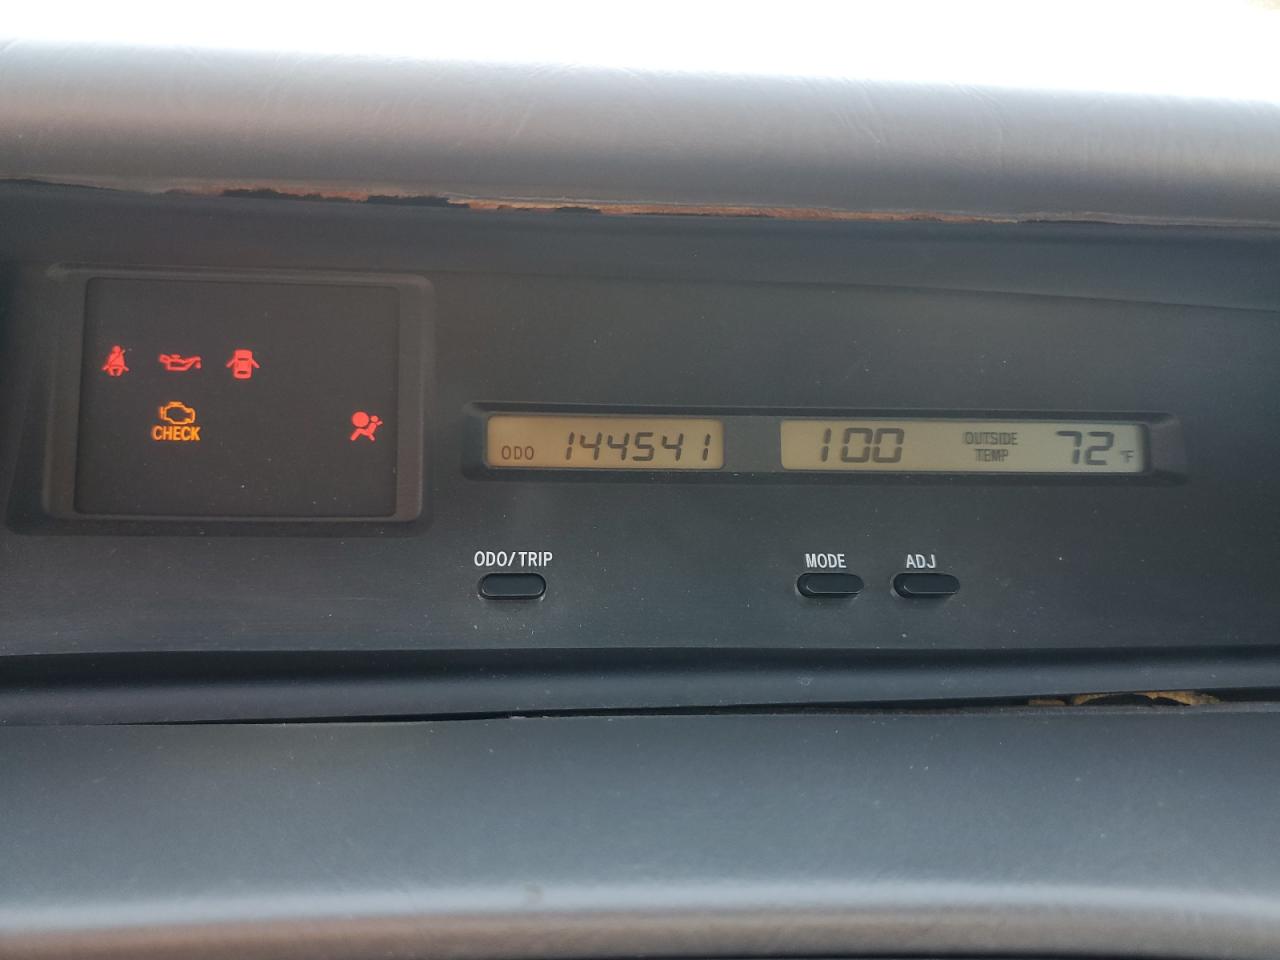 CHECK
ODO 144541
100 OUTSIDE TEMP 72 °F
ODO/TRIP
MODE ADJ